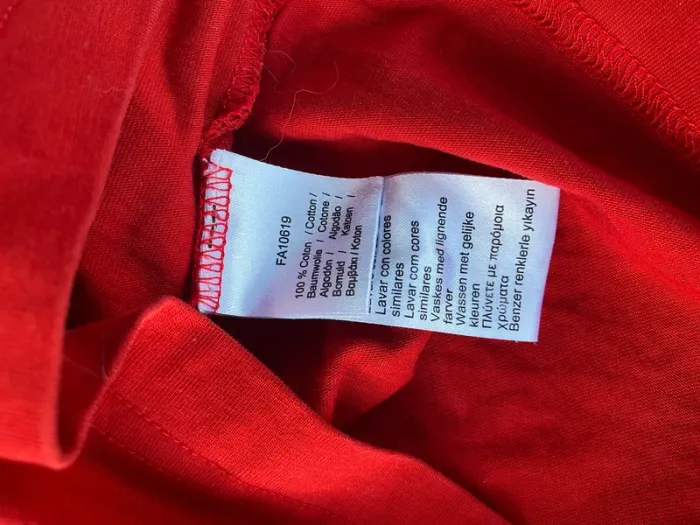 FA10619
100 % Coton / Cotton /
Baumwolle / Cotone /
Algodón / Algodão /
Bomuld / Katoen /
Βαμβάκι / Koton
Lavar con colores
similares
Lavar com cores
similares
Vaskes med lignende
farver
Wassen met gelijke
kleuren
Πλύνετε με παρόμοια
χρώματα
Benzer renklerle yıkayın